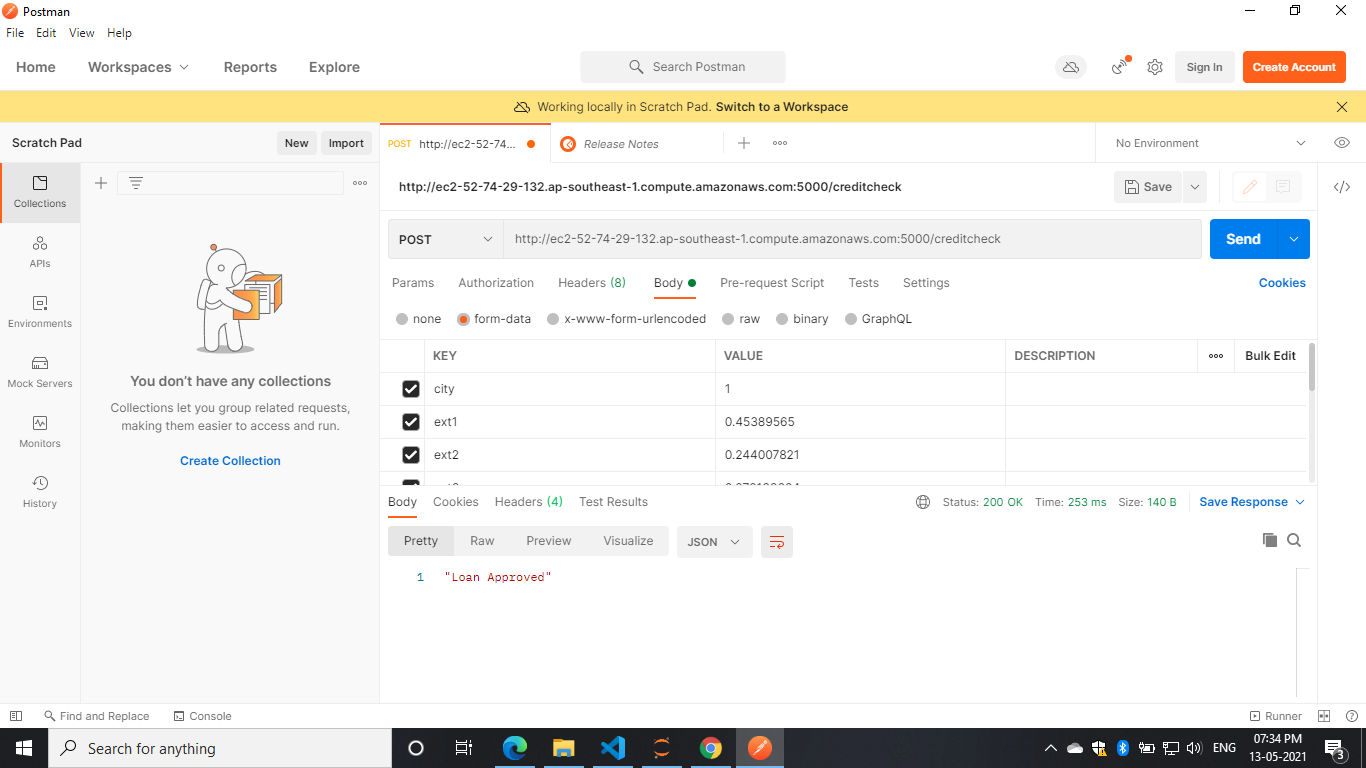 Postman
File Edit View Help
Home Workspaces Reports Explore Search Postman Sign In Create Account
Working locally in Scratch Pad. Switch to a Workspace
Scratch Pad New Import POST http://ec2-52-74... Release Notes No Environment
http://ec2-52-74-29-132.ap-southeast-1.compute.amazonaws.com:5000/creditcheck Save
Collections
POST http://ec2-52-74-29-132.ap-southeast-1.compute.amazonaws.com:5000/creditcheck Send
APIs
Params Authorization Headers (8) Body Pre-request Script Tests Settings Cookies
Environments
none form-data x-www-form-urlencoded raw binary GraphQL
KEY VALUE DESCRIPTION Bulk Edit
Mock Servers
You don't have any collections
city 1
Collections let you group related requests,
making them easier to access and run.
ext1 0.45389565
Monitors
Create Collection
ext2 0.244007821
History
Body Cookies Headers (4) Test Results Status: 200 OK Time: 253 ms Size: 140 B Save Response
Pretty Raw Preview Visualize JSON
1 "Loan Approved"
Find and Replace Console Runner
Search for anything ENG 07:34 PM
13-05-2021 3